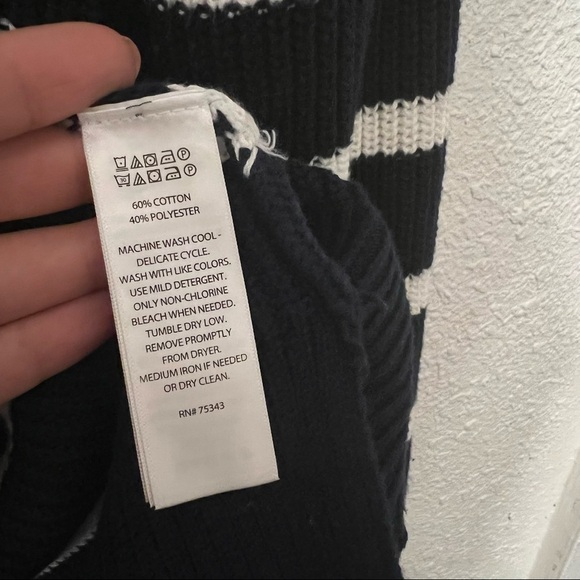 60% COTTON
40% POLYESTER
MACHINE WASH COOL -
DELICATE CYCLE.
WASH WITH LIKE COLORS.
USE MILD DETERGENT.
ONLY NON-CHLORINE
BLEACH WHEN NEEDED.
TUMBLE DRY LOW.
REMOVE PROMPTLY
FROM DRYER.
MEDIUM IRON IF NEEDED
OR DRY CLEAN.
RN# 75343